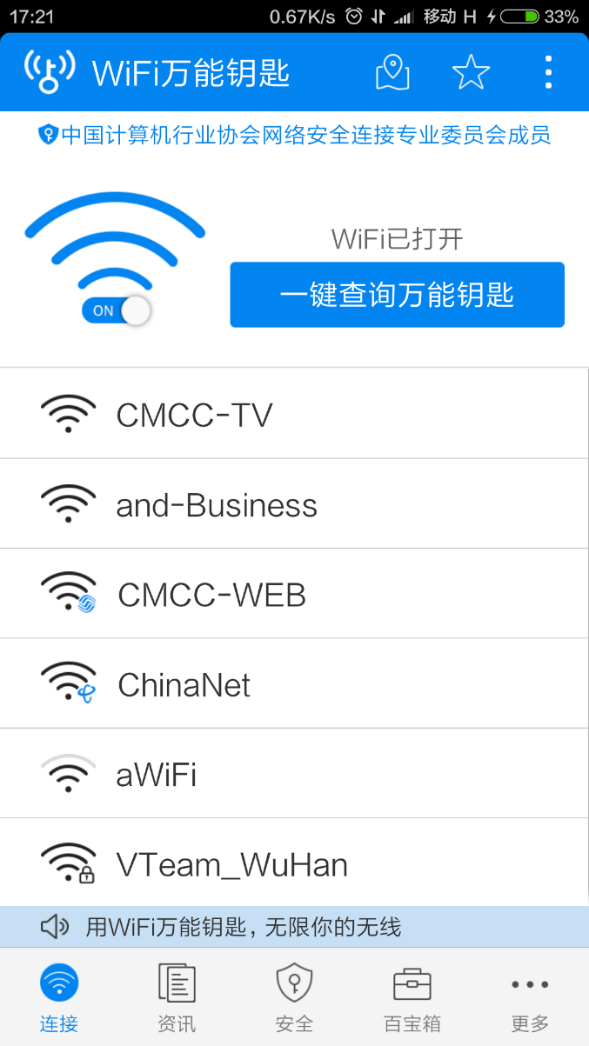 17:21 0.67K/s 移动 H 33%
WiFi万能钥匙
中国计算机行业协会网络安全连接专业委员会成员
WiFi已打开
ON
一键查询万能钥匙
CMCC-TV
and-Business
CMCC-WEB
ChinaNet
aWiFi
VTeam_WuHan
用WiFi万能钥匙，无限你的无线
连接 资讯 安全 百宝箱 更多